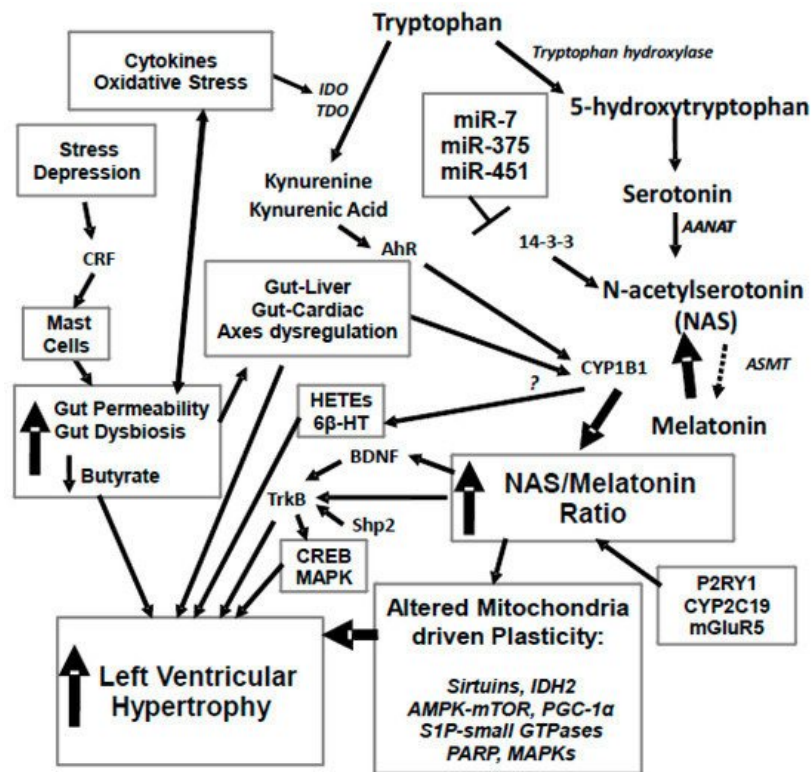 Tryptophan
Tryptophan hydroxylase
Cytokines
Oxidative Stress
IDO
TDO
5-hydroxytryptophan
miR-7
miR-375
miR-451
Stress
Depression
Kynurenine
Kynurenic Acid
Serotonin
AANAT
CRF
AhR
14-3-3
Gut-Liver
Gut-Cardiac
Axes dysregulation
N-acetylserotonin
(NAS)
Mast
Cells
?
CYP1B1
ASMT
HETEs
6β-HT
Gut Permeability
Gut Dysbiosis
Butyrate
Melatonin
BDNF
TrkB
Shp2
NAS/Melatonin
Ratio
CREB
MAPK
P2RY1
CYP2C19
mGluR5
Left Ventricular
Hypertrophy
Altered Mitochondria
driven Plasticity:
Sirtuins, IDH2
AMPK-mTOR, PGC-1α
S1P-small GTPases
PARP, MAPKs